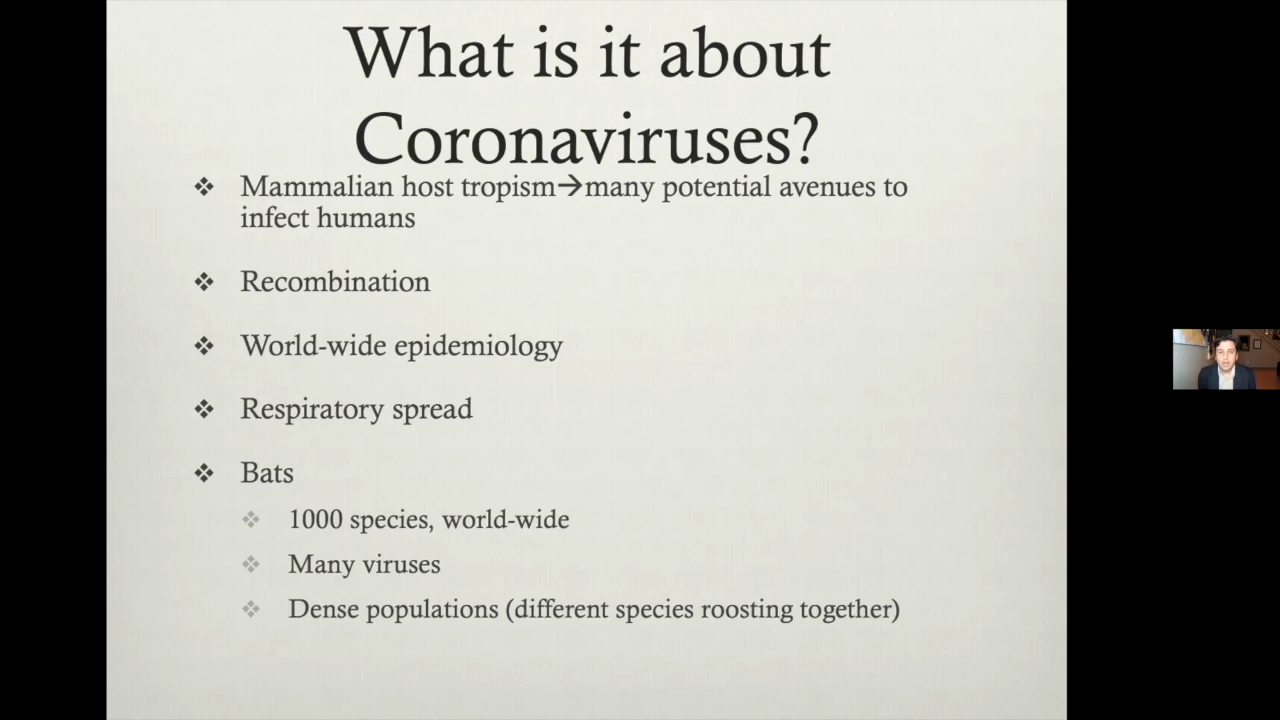 What is it about
Coronaviruses?
❖ Mammalian host tropism→many potential avenues to
infect humans
❖ Recombination
❖ World-wide epidemiology
❖ Respiratory spread
❖ Bats
❖ 1000 species, world-wide
❖ Many viruses
❖ Dense populations (different species roosting together)